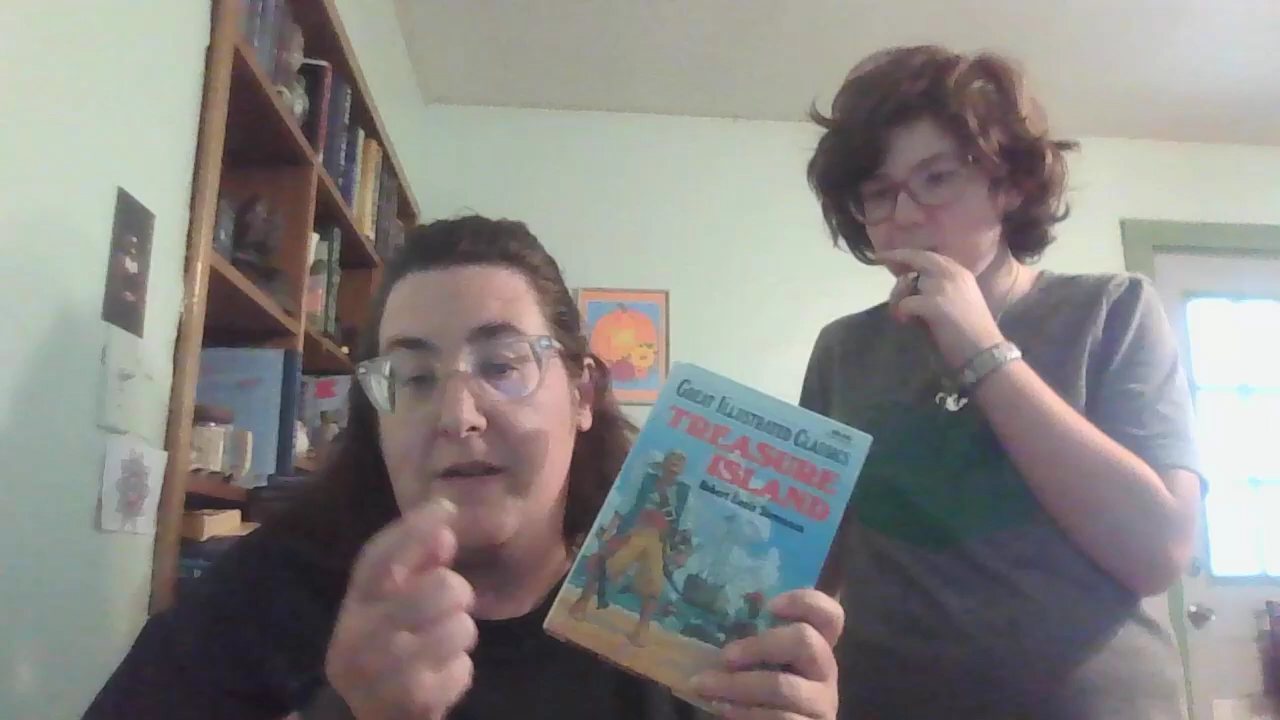 GREAT ILLUSTRATED CLASSICS
TREASURE
ISLAND
Robert Louis Stevenson